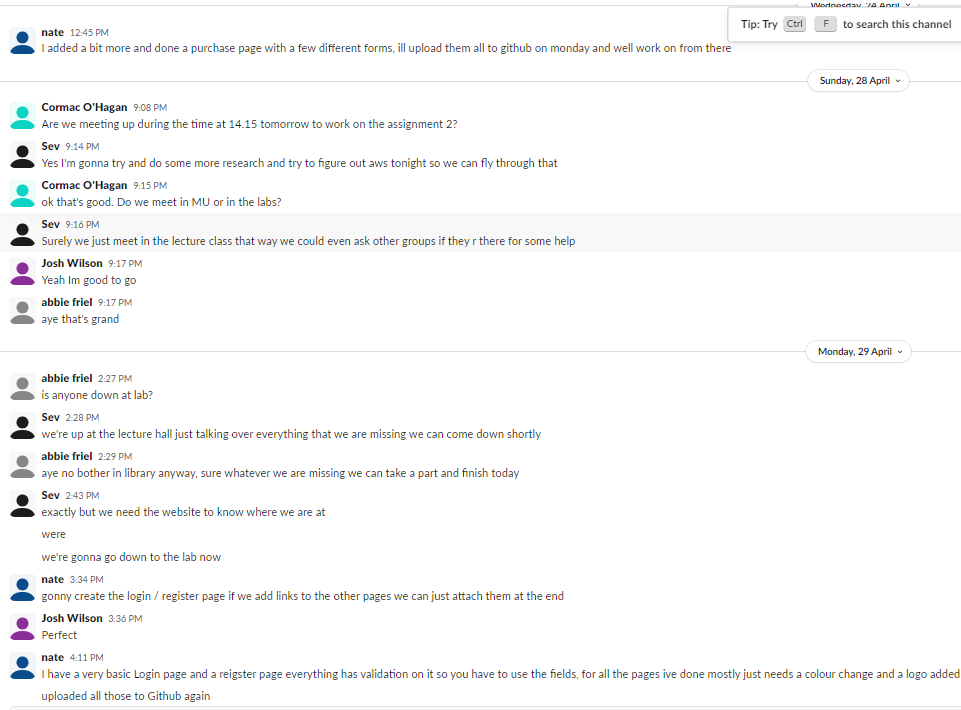 Wednesday, 24 April
Tip: Try Ctrl F to search this channel
nate 12:45 PM
I added a bit more and done a purchase page with a few different forms, ill upload them all to github on monday and well work on from there
Sunday, 28 April
Cormac O'Hagan 9:08 PM
Are we meeting up during the time at 14.15 tomorrow to work on the assignment 2?
Sev 9:14 PM
Yes I'm gonna try and do some more research and try to figure out aws tonight so we can fly through that
Cormac O'Hagan 9:15 PM
ok that's good. Do we meet in MU or in the labs?
Sev 9:16 PM
Surely we just meet in the lecture class that way we could even ask other groups if they r there for some help
Josh Wilson 9:17 PM
Yeah Im good to go
abbie friel 9:17 PM
aye that's grand
Monday, 29 April
abbie friel 2:27 PM
is anyone down at lab?
Sev 2:28 PM
we're up at the lecture hall just talking over everything that we are missing we can come down shortly
abbie friel 2:29 PM
aye no bother in library anyway, sure whatever we are missing we can take a part and finish today
Sev 2:43 PM
exactly but we need the website to know where we are at
were
we're gonna go down to the lab now
nate 3:34 PM
gonny create the login / register page if we add links to the other pages we can just attach them at the end
Josh Wilson 3:36 PM
Perfect
nate 4:11 PM
I have a very basic Login page and a reigster page everything has validation on it so you have to use the fields, for all the pages ive done mostly just needs a colour change and a logo added
uploaded all those to Github again